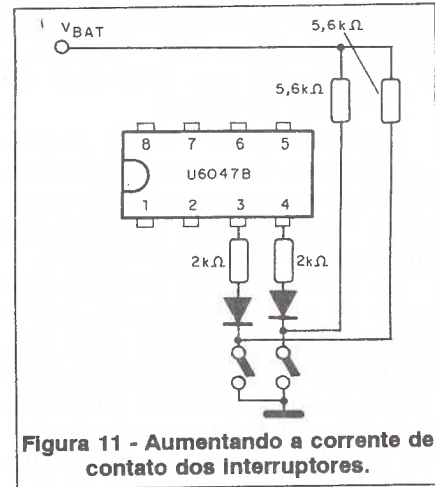 V BAT
5,6kΩ
5,6kΩ
8 7 6 5
U6047B
1 2 3 4
2kΩ 2kΩ
Figura 11 - Aumentando a corrente de
contato dos interruptores.